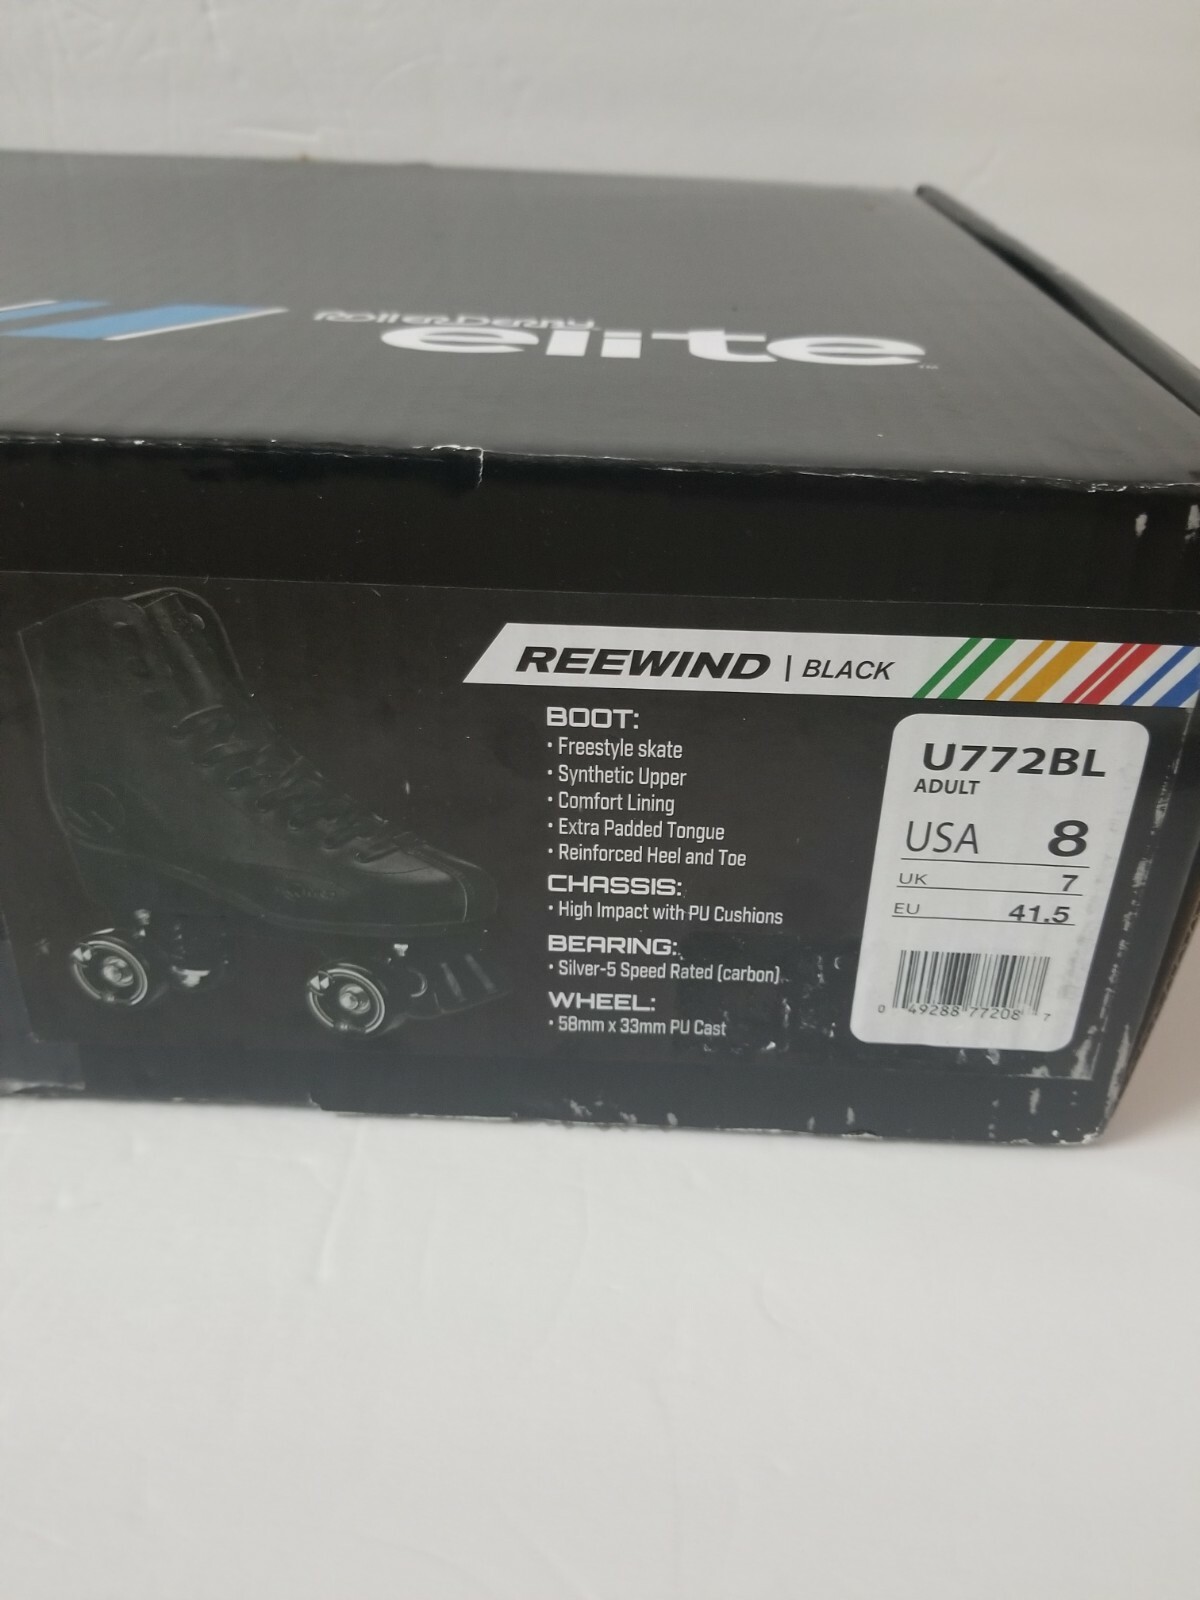 ROLLER DERBY
elite™
REEWIND | BLACK
BOOT:
• Freestyle skate
• Synthetic Upper
• Comfort Lining
• Extra Padded Tongue
• Reinforced Heel and Toe
CHASSIS:
• High Impact with PU Cushions
BEARING:
• Silver-5 Speed Rated (carbon)
WHEEL:
• 58mm x 33mm PU Cast
U772BL
ADULT
USA 8
UK 7
EU 41.5
0 49288 77208 7